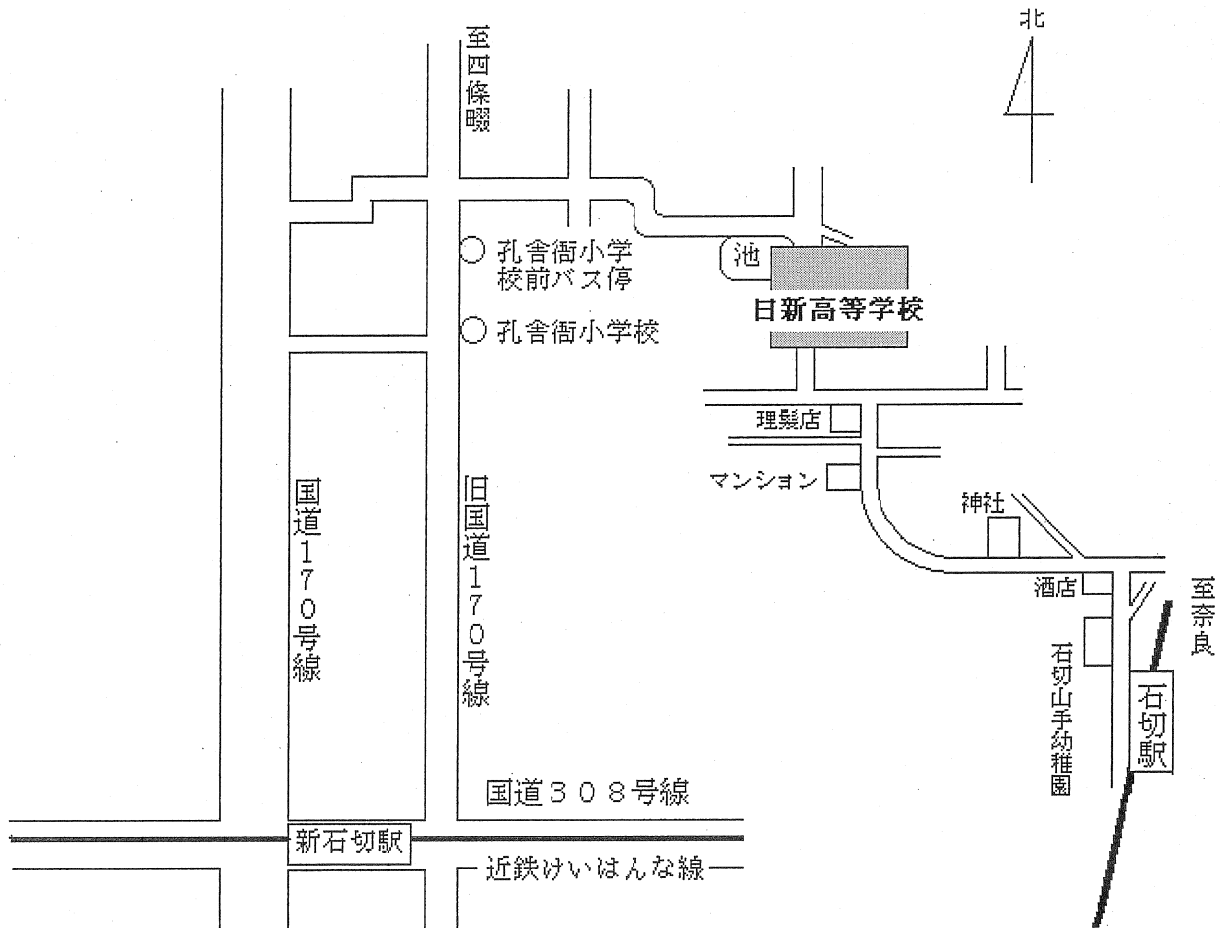 北
至四條畷
孔舎衙小学
校前バス停
孔舎衙小学校
池
日新高等学校
理髪店
マンション
神社
国道170号線
旧国道170号線
酒店
至奈良
石切山手幼稚園
石切駅
国道308号線
新石切駅
近鉄けいはんな線